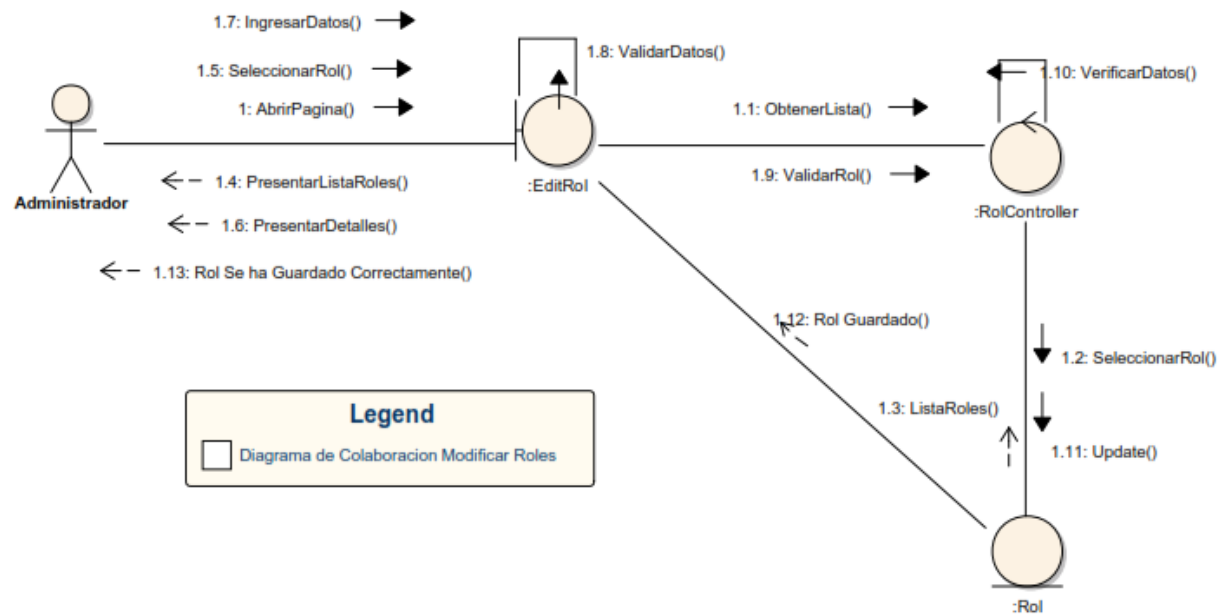 1.7: IngresarDatos()
1.5: SeleccionarRol()
1: AbrirPagina()
1.8: ValidarDatos()
1.1: ObtenerLista()
1.10: VerificarDatos()
1.4: PresentarListaRoles()
1.9: ValidarRol()
:EditRol
Administrador
:RolController
1.6: PresentarDetalles()
1.13: Rol Se ha Guardado Correctamente()
1.12: Rol Guardado()
1.2: SeleccionarRol()
1.3: ListaRoles()
1.11: Update()
Legend
Diagrama de Colaboracion Modificar Roles
:Rol